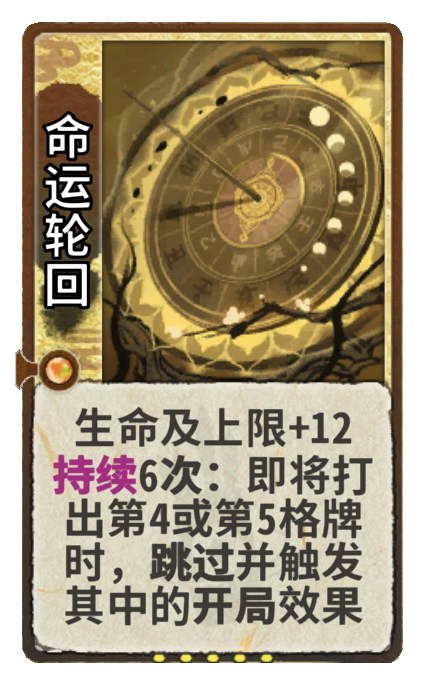 命运轮回
生命及上限+12
持续6次：即将打
出第4或第5格牌
时，跳过并触发
其中的开局效果